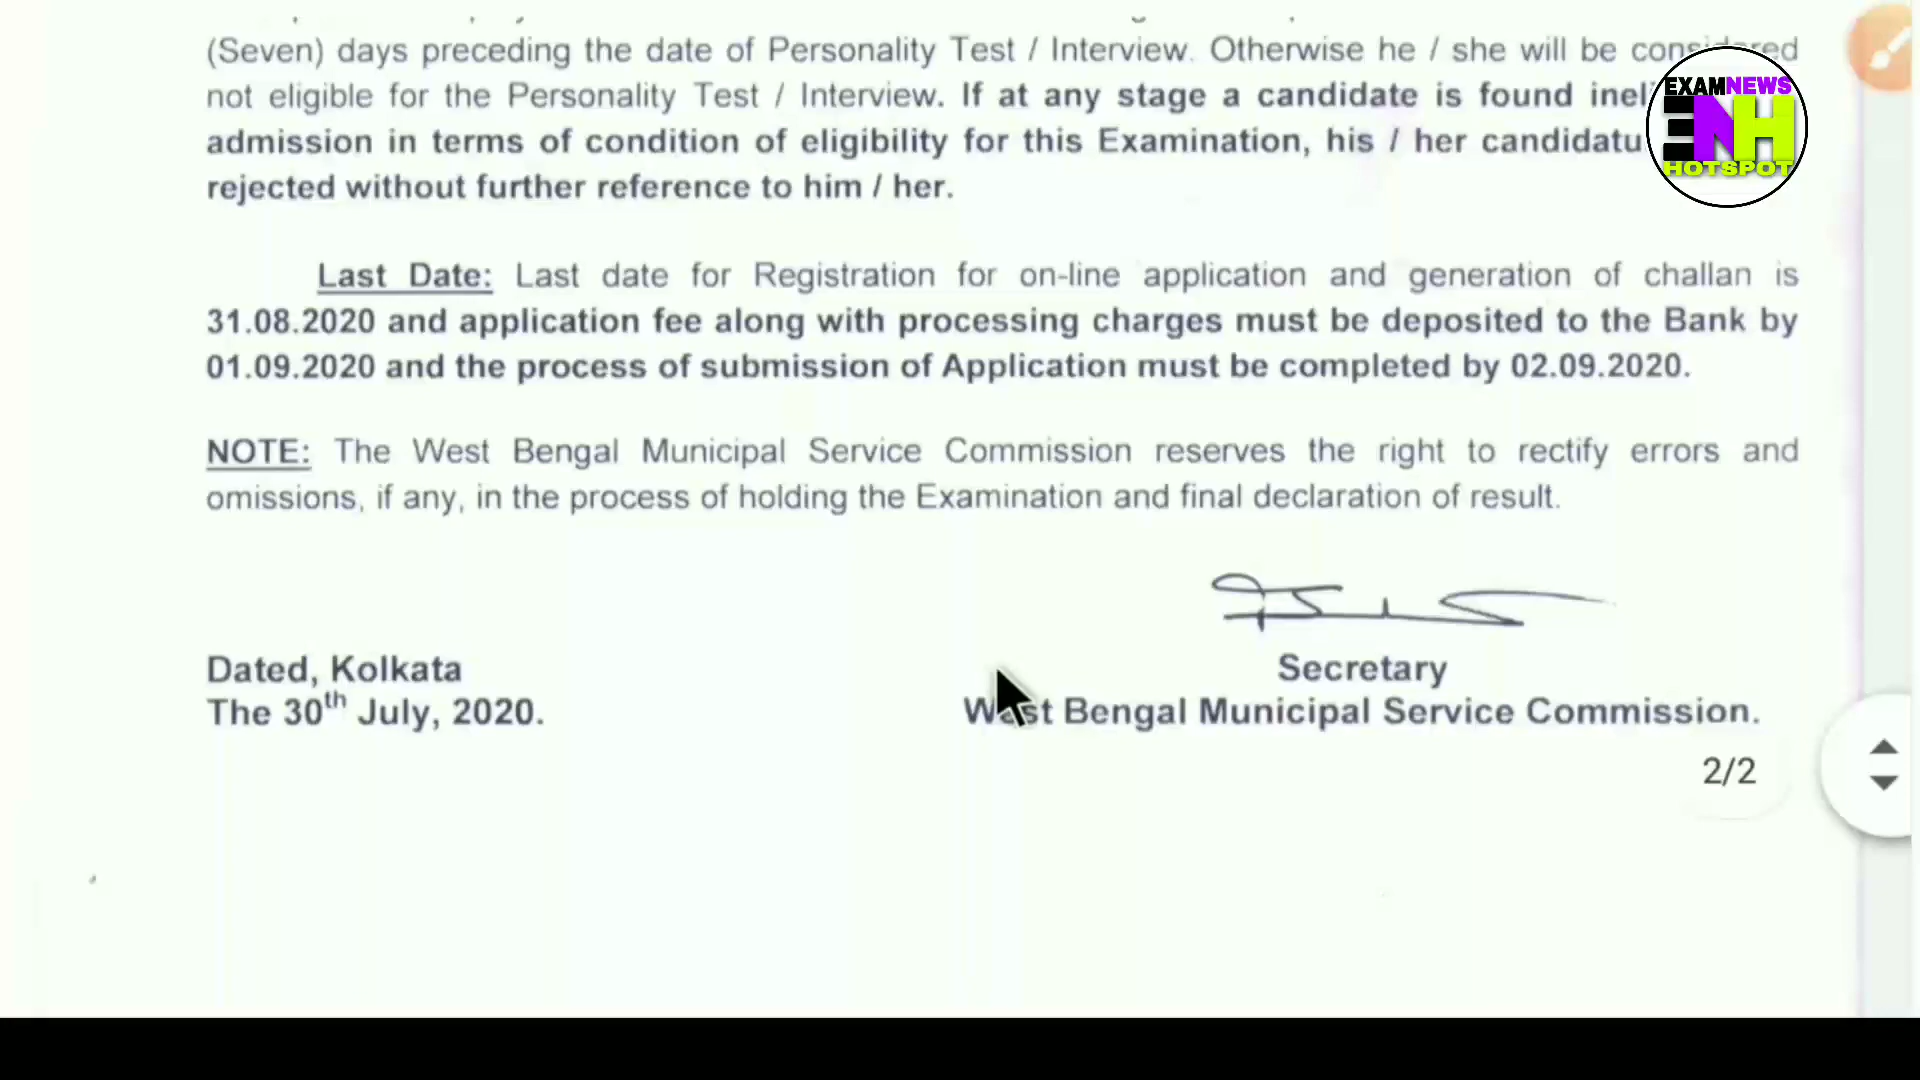 (Seven) days preceding the date of Personality Test / Interview. Otherwise he / she will be considered
not eligible for the Personality Test / Interview. If at any stage a candidate is found
admission in terms of condition of eligibility for this Examination, his / her
rejected without further reference to him / her.
Last Date: Last date for Registration for on-line application and generation of challan is
31.08.2020 and application fee along with processing charges must be deposited to the Bank by
01.09.2020 and the process of submission of Application must be completed by 02.09.2020.
NOTE: The West Bengal Municipal Service Commission reserves the right to rectify errors and
omissions, if any, in the process of holding the Examination and final declaration of result.
Dated, Kolkata
The 30th July, 2020.
Secretary
West Bengal Municipal Service Commission.
2/2
EXAMNEWS
ENH
HOTSPOT